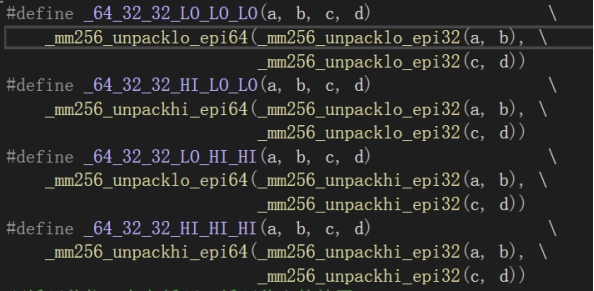 #define _64_32_32_LO_LO_LO(a, b, c, d) \
_mm256_unpacklo_epi64(_mm256_unpacklo_epi32(a, b), \
_mm256_unpacklo_epi32(c, d))
#define _64_32_32_HI_LO_LO(a, b, c, d) \
_mm256_unpackhi_epi64(_mm256_unpacklo_epi32(a, b), \
_mm256_unpacklo_epi32(c, d))
#define _64_32_32_LO_HI_HI(a, b, c, d) \
_mm256_unpacklo_epi64(_mm256_unpackhi_epi32(a, b), \
_mm256_unpackhi_epi32(c, d))
#define _64_32_32_HI_HI_HI(a, b, c, d) \
_mm256_unpackhi_epi64(_mm256_unpackhi_epi32(a, b), \
_mm256_unpackhi_epi32(c, d))